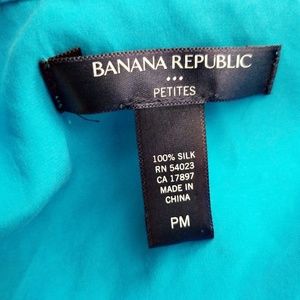 BANANA REPUBLIC
•••
PETITES
100% SILK
RN 54023
CA 17897
MADE IN
CHINA
PM